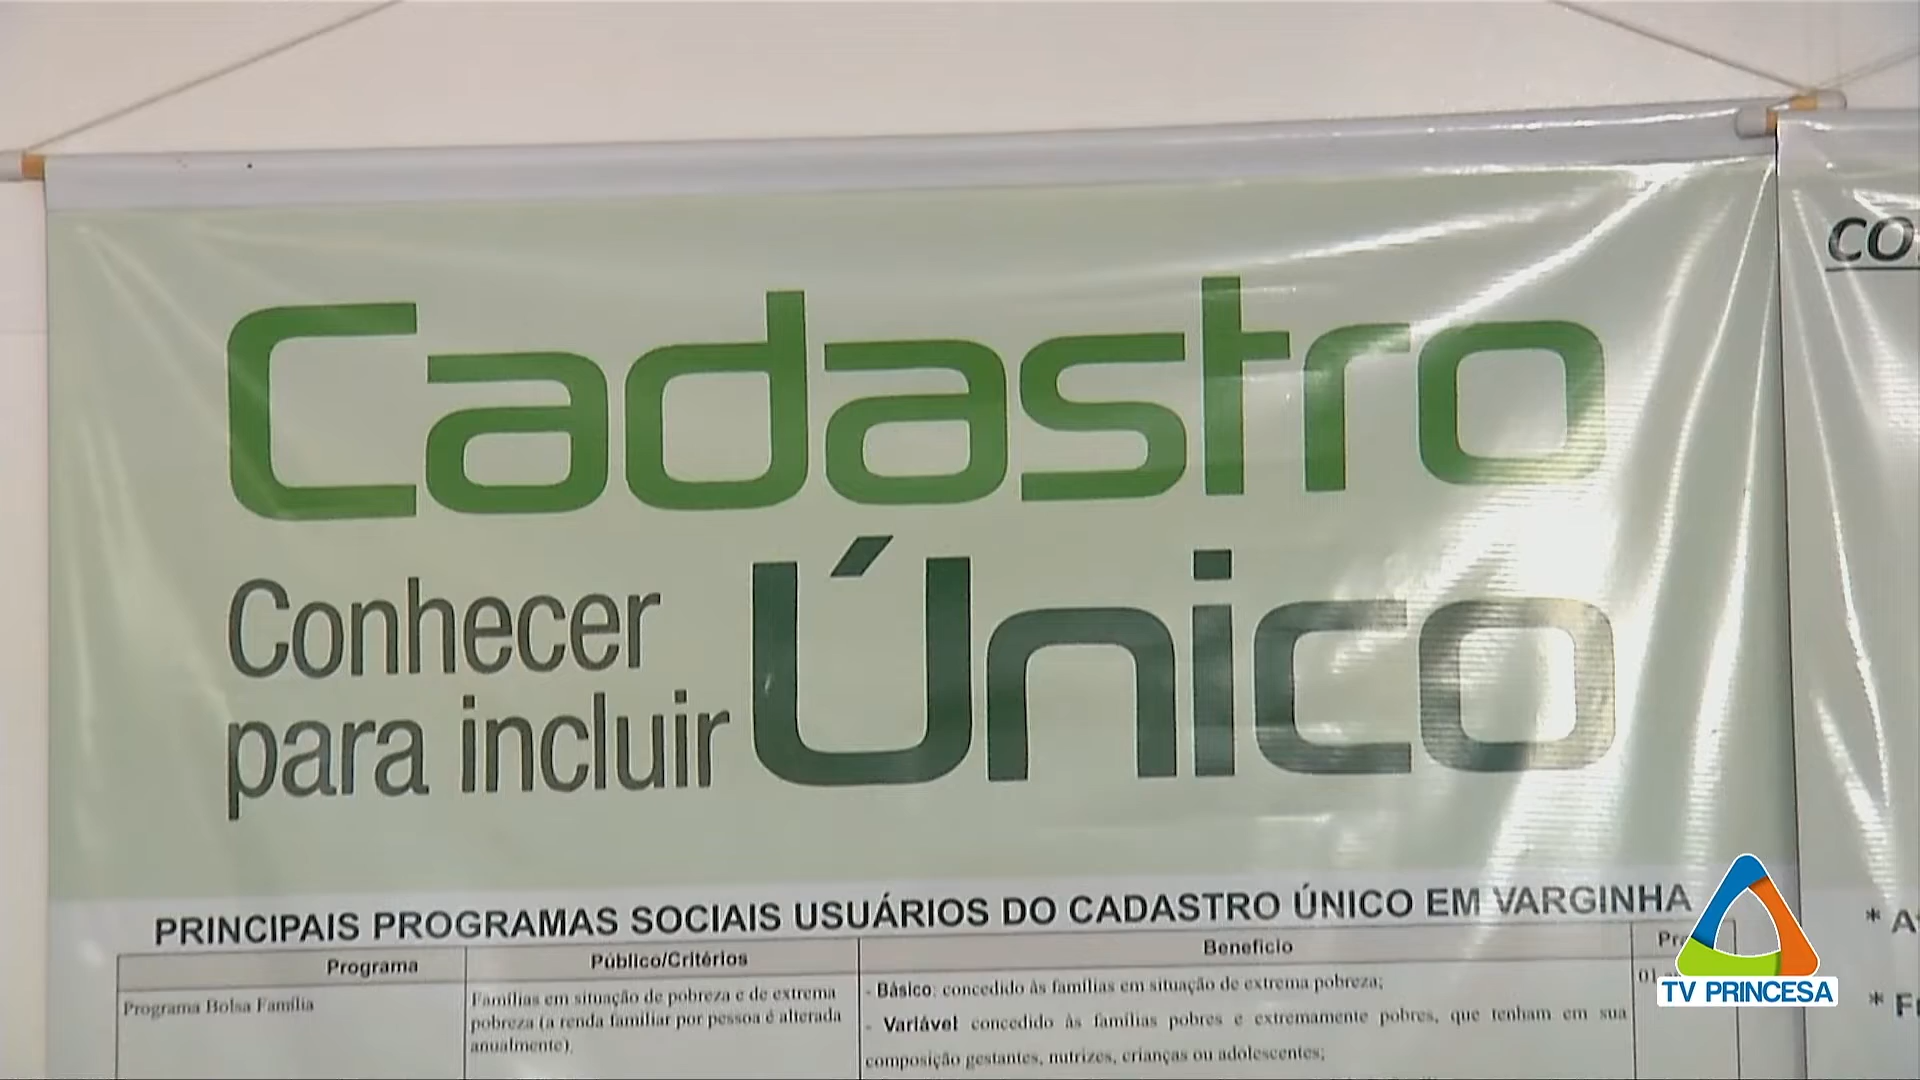 Cadastro
Conhecer
para incluir
Único
PRINCIPAIS PROGRAMAS SOCIAIS USUÁRIOS DO CADASTRO ÚNICO EM VARGINHA
Programa
Público/Critérios
Beneficio
Programa Bolsa Família
Famílias em situação de pobreza e de extrema
pobreza (a renda familiar por pessoa é alterada
anualmente).
- Básico: concedido às famílias em situação de extrema pobreza;
- Variável concedido às famílias pobres e extremamente pobres, que tenham em sua
composição gestantes, nutrizes, crianças ou adolescentes;
01
CO
TV PRINCESA